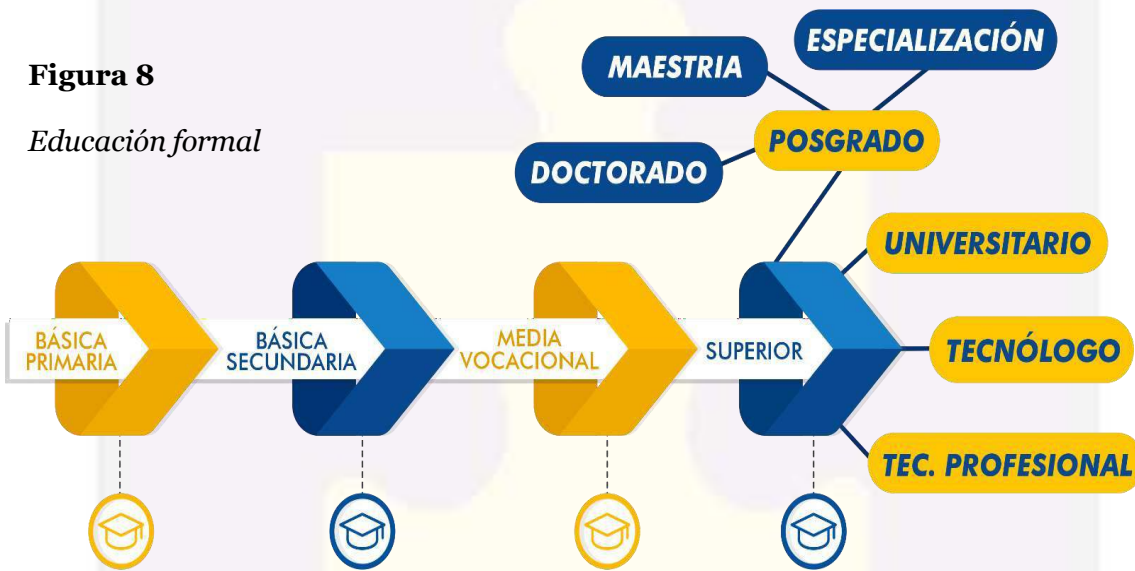 Figura 8
Educación formal
MAESTRIA
ESPECIALIZACIÓN
POSGRADO
DOCTORADO
UNIVERSITARIO
TECNÓLOGO
TEC. PROFESIONAL
BÁSICA
PRIMARIA
BÁSICA
SECUNDARIA
MEDIA
VOCACIONAL
SUPERIOR